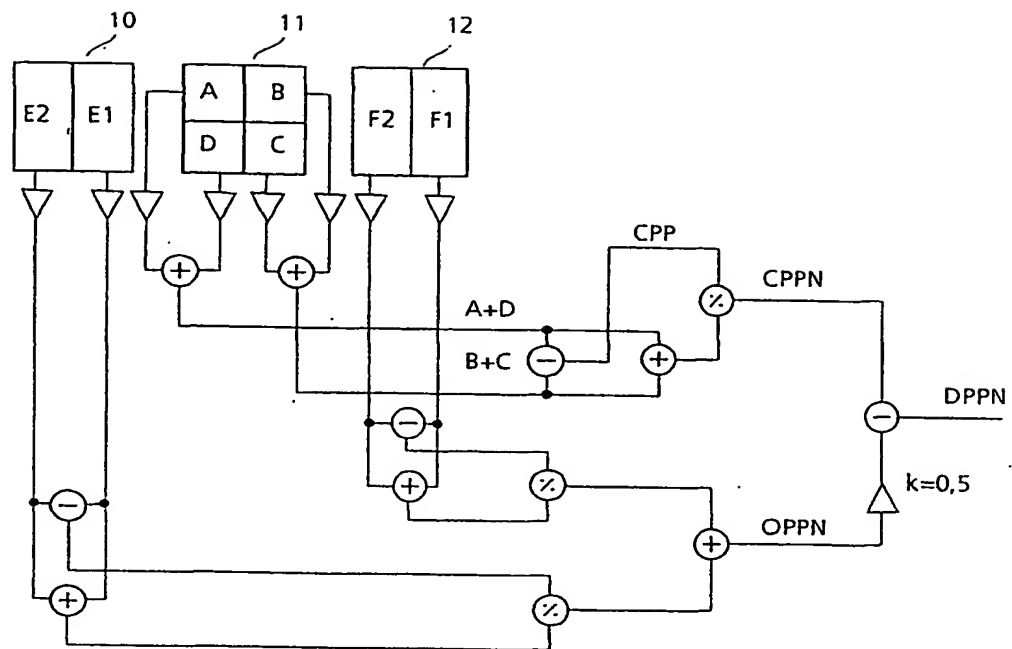 10 11 12
E2 E1 A B F2 F1
D C
+ +
CPP
CPPN
%
A+D
B+C − +
− DPPN
−
+ % k=0,5
OPPN
− +
+ %